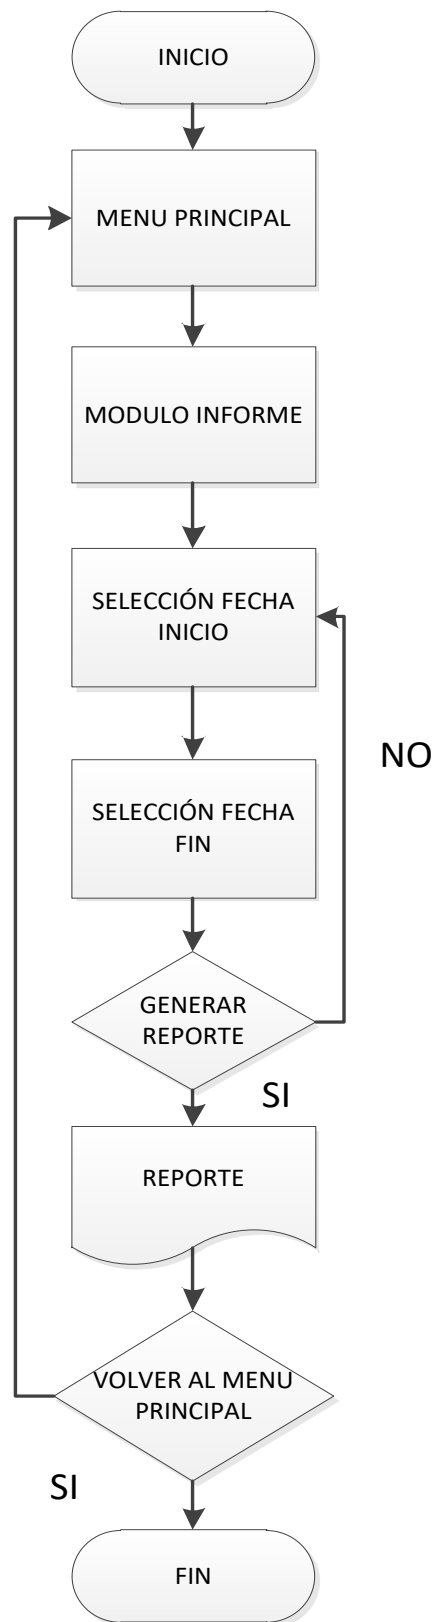 INICIO
MENU PRINCIPAL
MODULO INFORME
SELECCIÓN FECHA
INICIO
NO
SELECCIÓN FECHA
FIN
GENERAR
REPORTE
SI
REPORTE
VOLVER AL MENU
PRINCIPAL
SI
FIN